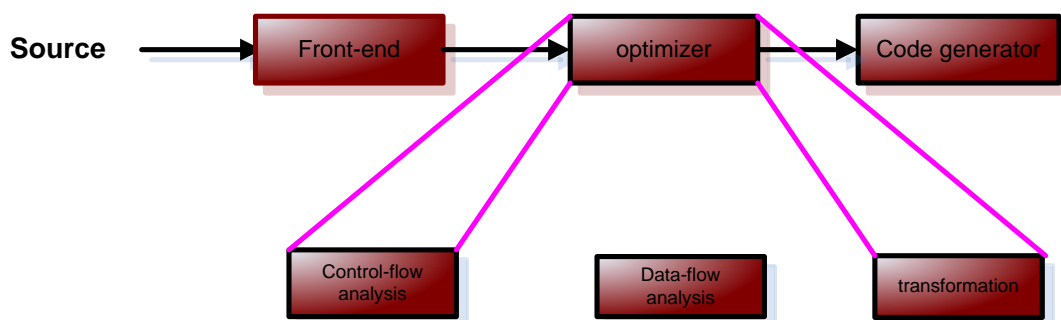 Source
Front-end
optimizer
Code generator
Control-flow
analysis
Data-flow
analysis
transformation